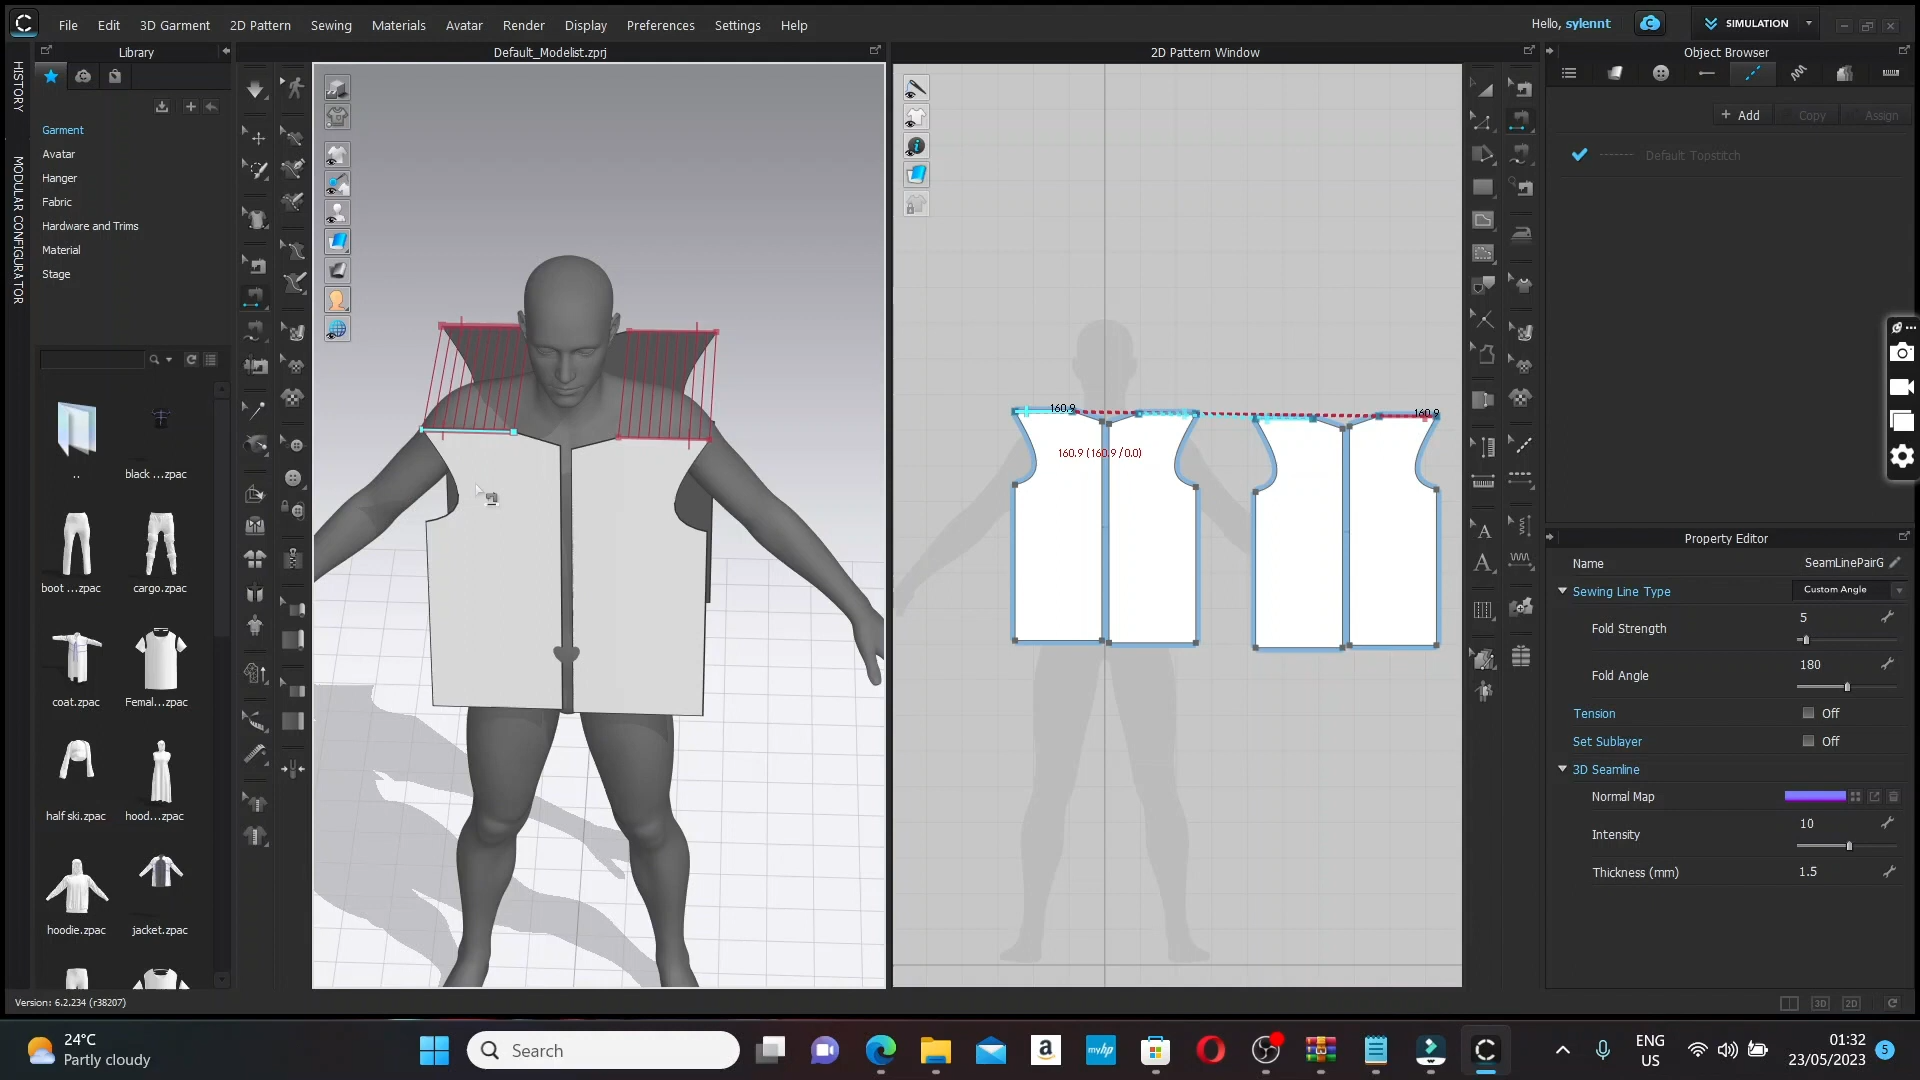 File Edit 3D Garment 2D Pattern Sewing Materials Avatar Render Display Preferences Settings Help
Hello, sylennt
SIMULATION
Library
Default_Modelist.zprj
2D Pattern Window
Object Browser
HISTORY
MODULAR CONFIGURATOR
+ Add
Copy
Assign
Default Topstitch
Garment
Avatar
Hanger
Fabric
Hardware and Trims
Material
Stage
..
black ...zpac
boot ...zpac
cargo.zpac
coat.zpac
Femal...zpac
half ski.zpac
hood...zpac
hoodie.zpac
jacket.zpac
160.9
160.9
160.9 (160.9 /0.0)
Property Editor
Name
SeamLinePairG
Sewing Line Type
Custom Angle
Fold Strength
5
Fold Angle
180
Tension
Off
Set Sublayer
Off
3D Seamline
Normal Map
Intensity
10
Thickness (mm)
1.5
Version: 6.2.234 (r38207)
3D
2D
24°C
Partly cloudy
Search
a
myhp
ENG
US
01:32
23/05/2023
5